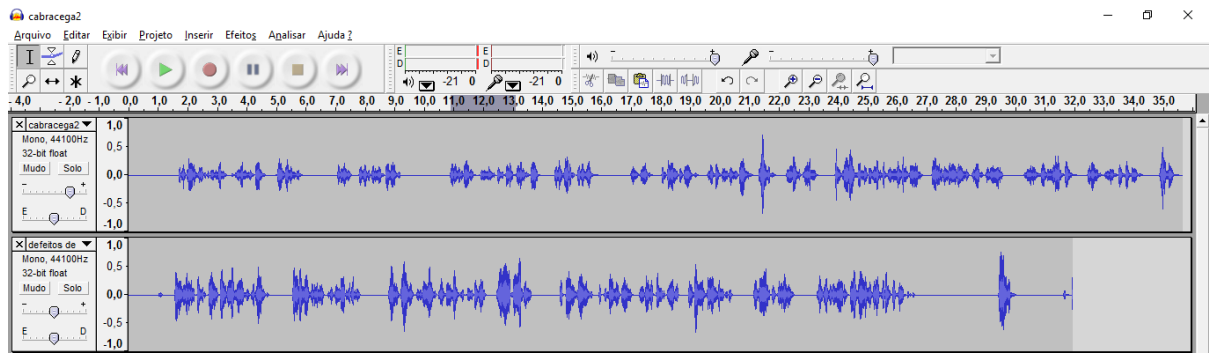 cabracega2
Arquivo Editar Exibir Projeto Inserir Efeitos Analisar Ajuda ?
E E
D D
-21 0 -21 0
- 4,0 - 2,0 - 1,0 0,0 1,0 2,0 3,0 4,0 5,0 6,0 7,0 8,0 9,0 10,0 11,0 12,0 13,0 14,0 15,0 16,0 17,0 18,0 19,0 20,0 21,0 22,0 23,0 24,0 25,0 26,0 27,0 28,0 29,0 30,0 31,0 32,0 33,0 34,0 35,0
cabracega2 1,0
Mono, 44100Hz
32-bit float 0,5
Mudo Solo 0,0
- +
-0,5
E D
-1,0
defeitos de 1,0
Mono, 44100Hz
32-bit float 0,5
Mudo Solo 0,0
- +
-0,5
E D
-1,0